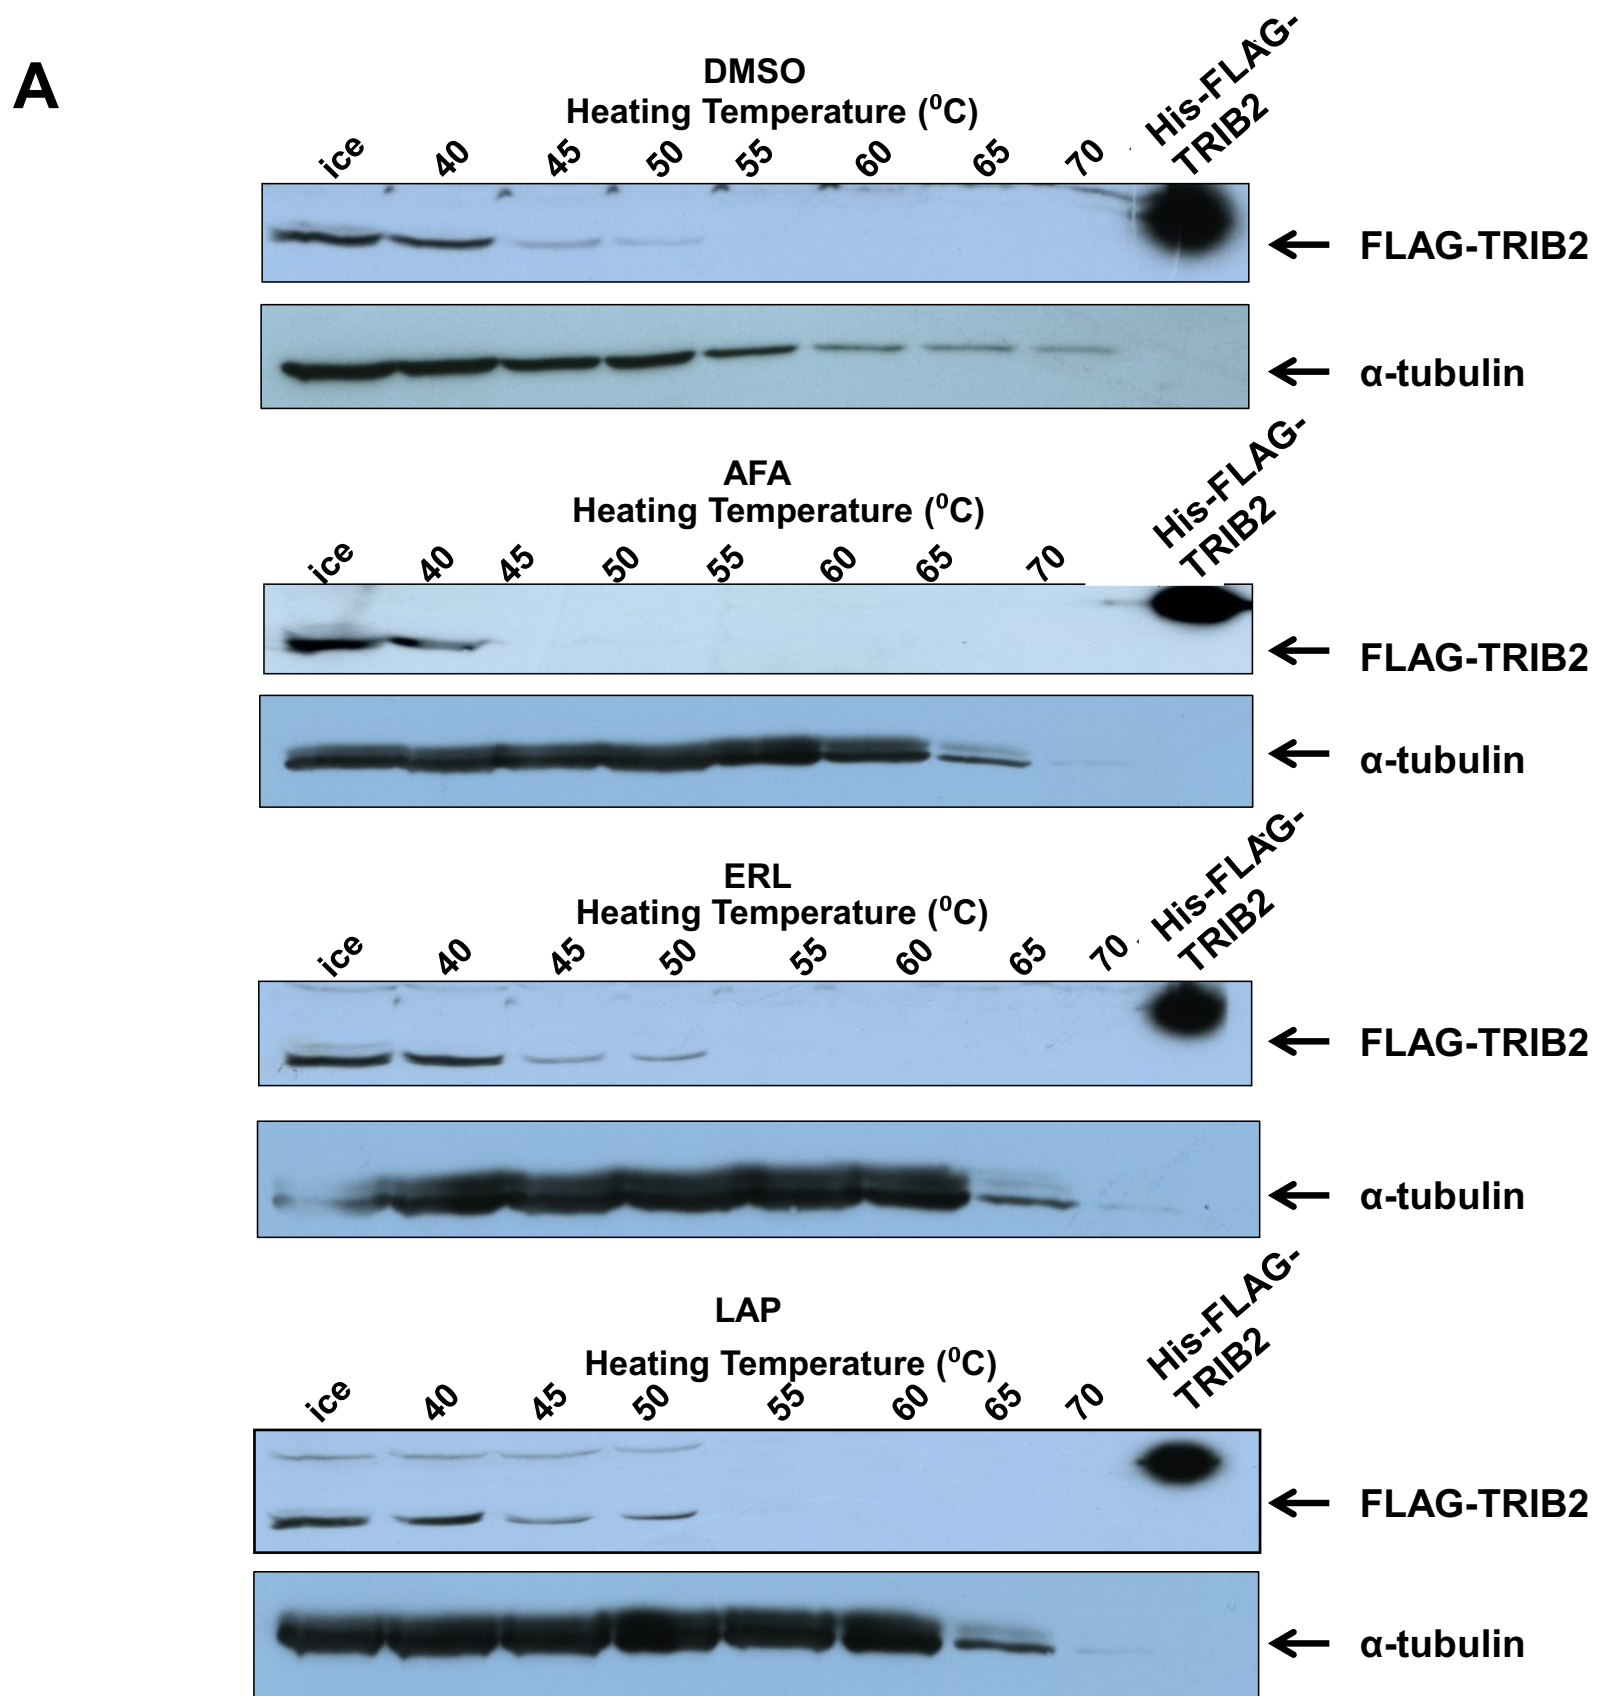 A
DMSO
Heating Temperature (⁰C)
ice 40 45 50 55 60 65 70
His-FLAG-
TRIB2
FLAG-TRIB2
α-tubulin
AFA
Heating Temperature (⁰C)
ice 40 45 50 55 60 65 70
His-FLAG-
TRIB2
FLAG-TRIB2
α-tubulin
ERL
Heating Temperature (⁰C)
ice 40 45 50 55 60 65 70
His-FLAG-
TRIB2
FLAG-TRIB2
α-tubulin
LAP
Heating Temperature (⁰C)
ice 40 45 50 55 60 65 70
His-FLAG-
TRIB2
FLAG-TRIB2
α-tubulin